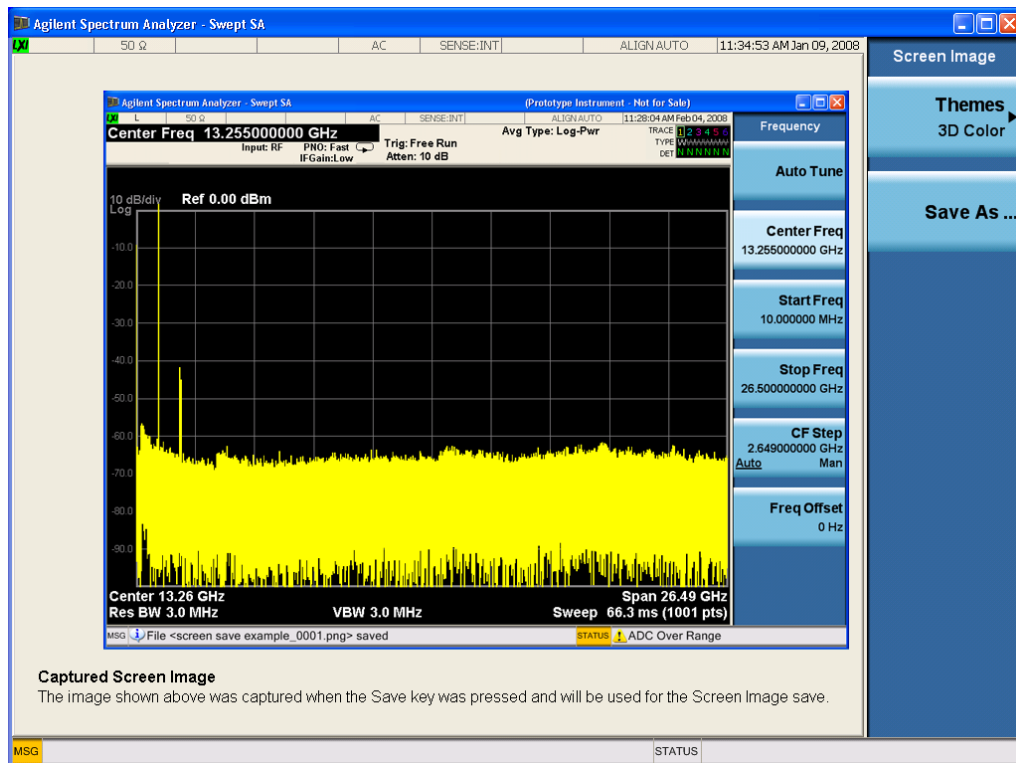 Agilent Spectrum Analyzer - Swept SA
LXI 50 Ω AC SENSE:INT ALIGN AUTO 11:34:53 AM Jan 09, 2008
Screen Image
Themes
3D Color
Save As ...
Agilent Spectrum Analyzer - Swept SA (Prototype Instrument - Not for Sale)
LXI L 50 Ω AC SENSE:INT ALIGNAUTO 11:28:04 AM Feb 04, 2008
Center Freq 13.255000000 GHz
Input: RF PNO: Fast
IFGain:Low
Trig: Free Run
Atten: 10 dB
Avg Type: Log-Pwr
TRACE 1 2 3 4 5 6
TYPE WWWWWW
DET N N N N N N
Frequency
Auto Tune
Center Freq
13.255000000 GHz
Start Freq
10.000000 MHz
Stop Freq
26.500000000 GHz
CF Step
2.649000000 GHz
Auto Man
Freq Offset
0 Hz
10 dB/div Ref 0.00 dBm
Log
-10.0
-20.0
-30.0
-40.0
-50.0
-60.0
-70.0
-80.0
-90.0
Center 13.26 GHz Span 26.49 GHz
Res BW 3.0 MHz VBW 3.0 MHz Sweep 66.3 ms (1001 pts)
MSG File <screen save example_0001.png> saved STATUS ADC Over Range
Captured Screen Image
The image shown above was captured when the Save key was pressed and will be used for the Screen Image save.
MSG STATUS